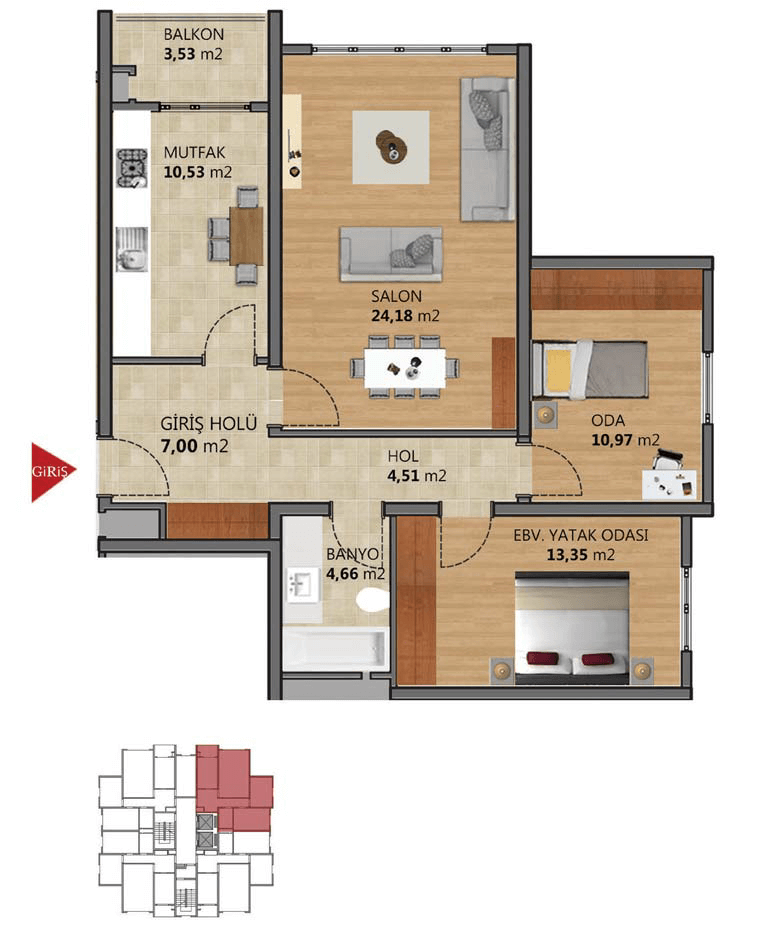 BALKON
3,53 m2
MUTFAK
10,53 m2
SALON
24,18 m2
ODA
10,97 m2
GİRİŞ HOLÜ
7,00 m2
HOL
4,51 m2
GİRİŞ
BANYO
4,66 m2
EBV. YATAK ODASI
13,35 m2